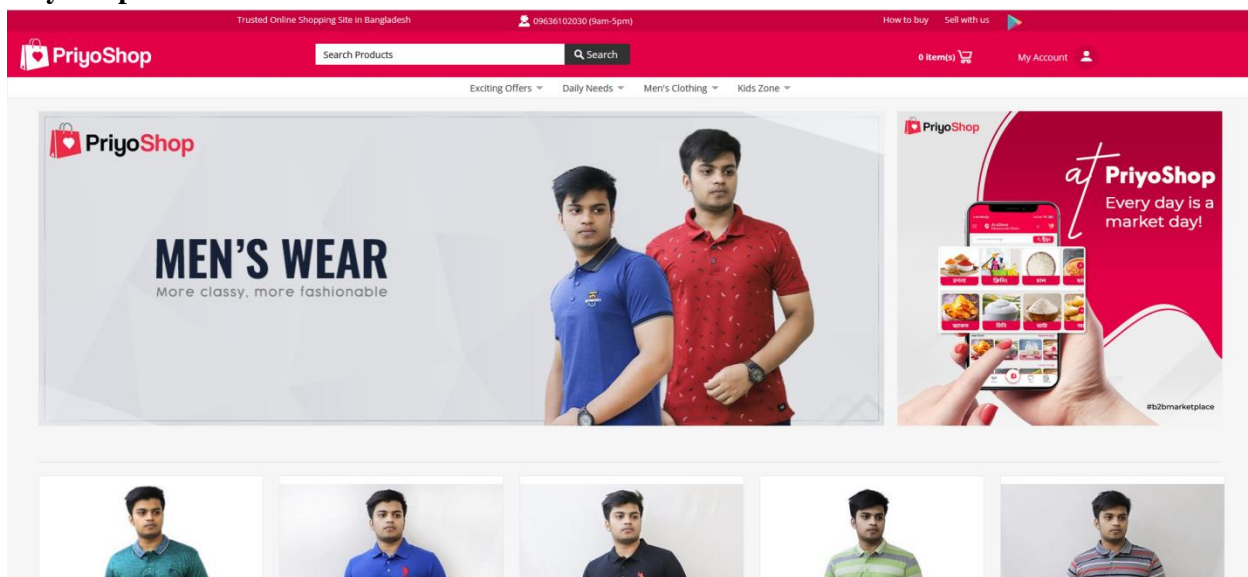 Trusted Online Shopping Site in Bangladesh
09636102030 (9am-5pm)
How to buy
Sell with us
PriyoShop
Search Products
Search
0 item(s)
My Account
Exciting Offers
Daily Needs
Men's Clothing
Kids Zone
PriyoShop
MEN'S WEAR
More classy, more fashionable
PriyoShop
at PriyoShop
Every day is a
market day!
#b2bmarketplace